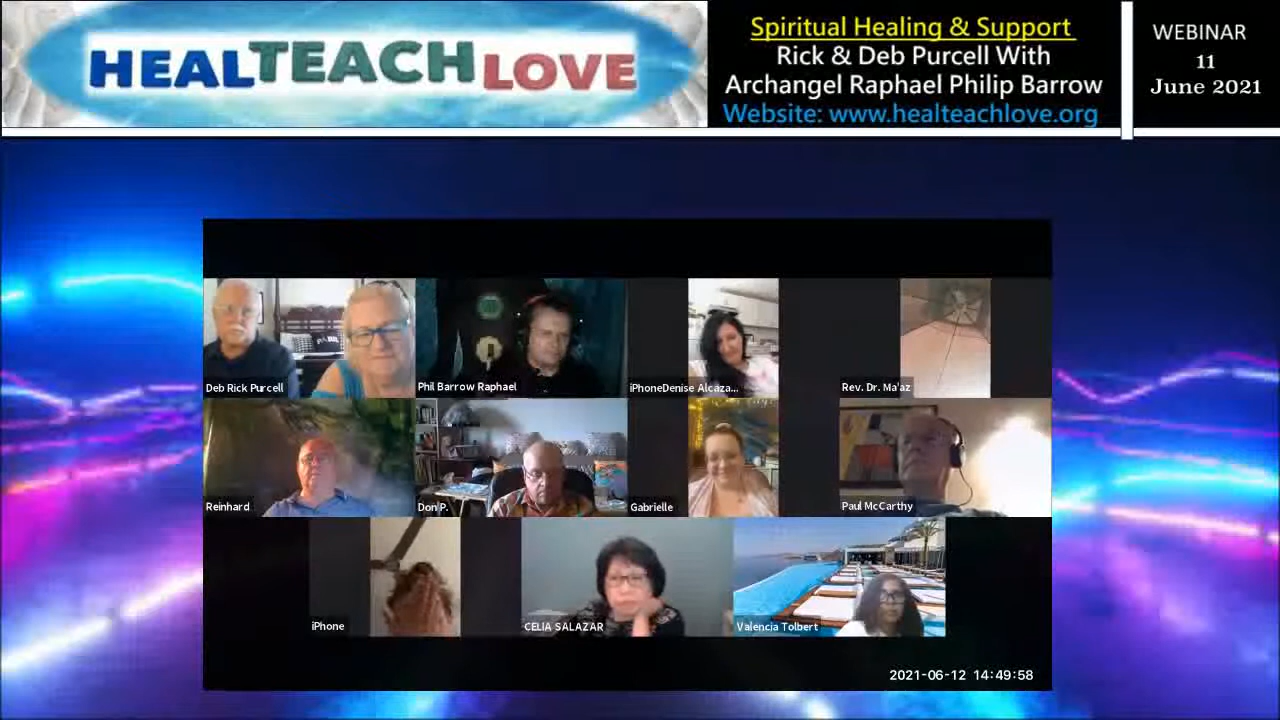 HEALTEACHLOVE
Spiritual Healing & Support
Rick & Deb Purcell With
Archangel Raphael Philip Barrow
Website: www.healteachlove.org
WEBINAR
11
June 2021
Deb Rick Purcell
Phil Barrow Raphael
iPhoneDenise Alcaza...
Rev. Dr. Ma'az
Reinhard
Don P.
Gabrielle
Paul McCarthy
iPhone
CELIA SALAZAR
Valencia Tolbert
2021-06-12 14:49:58